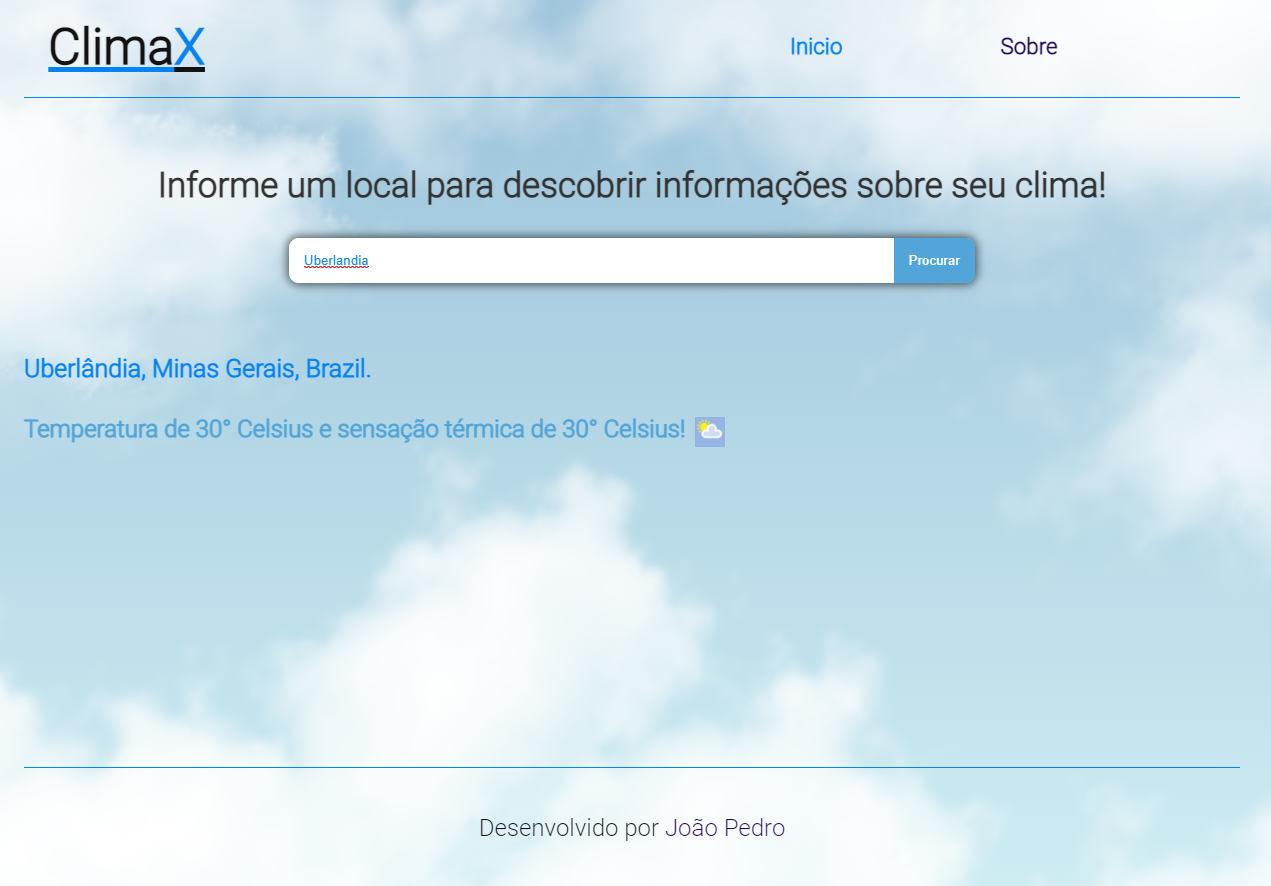 ClimaX
Inicio
Sobre
Informe um local para descobrir informações sobre seu clima!
Uberlandia
Procurar
Uberlândia, Minas Gerais, Brazil.
Temperatura de 30° Celsius e sensação térmica de 30° Celsius!
Desenvolvido por João Pedro